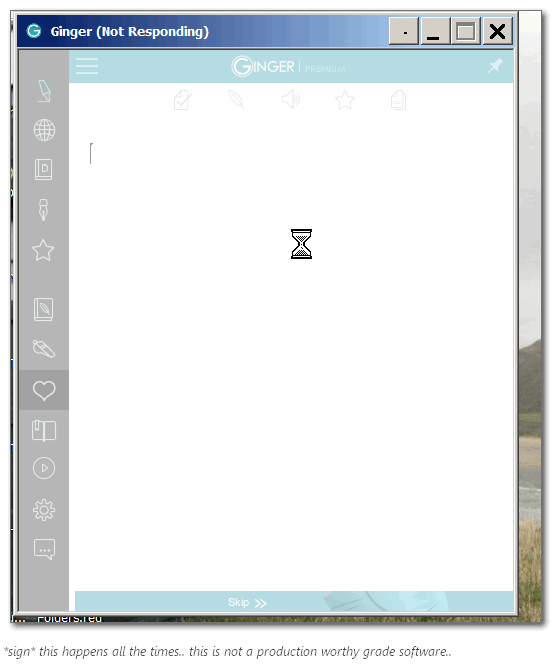 Ginger (Not Responding)
GINGER | PREMIUM
D
Skip >>
Folders.reg
*sign* this happens all the times.. this is not a production worthy grade software..